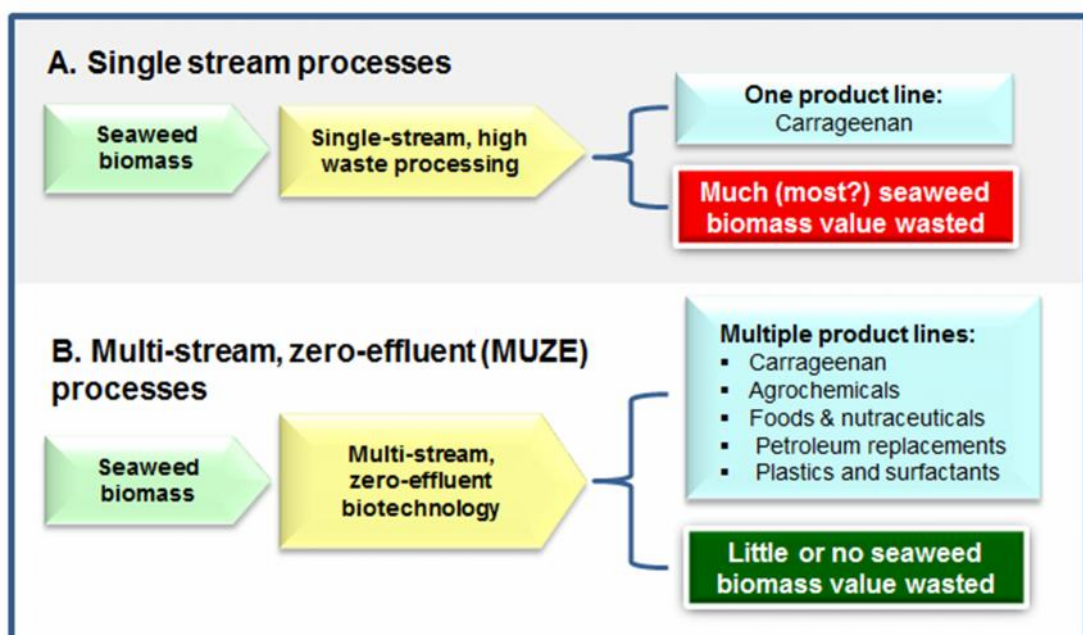 A. Single stream processes
Seaweed
biomass
Single-stream, high
waste processing
One product line:
Carrageenan
Much (most?) seaweed
biomass value wasted
B. Multi-stream, zero-effluent (MUZE)
processes
Seaweed
biomass
Multi-stream,
zero-effluent
biotechnology
Multiple product lines:
▪ Carrageenan
▪ Agrochemicals
▪ Foods & nutraceuticals
▪ Petroleum replacements
▪ Plastics and surfactants
Little or no seaweed
biomass value wasted